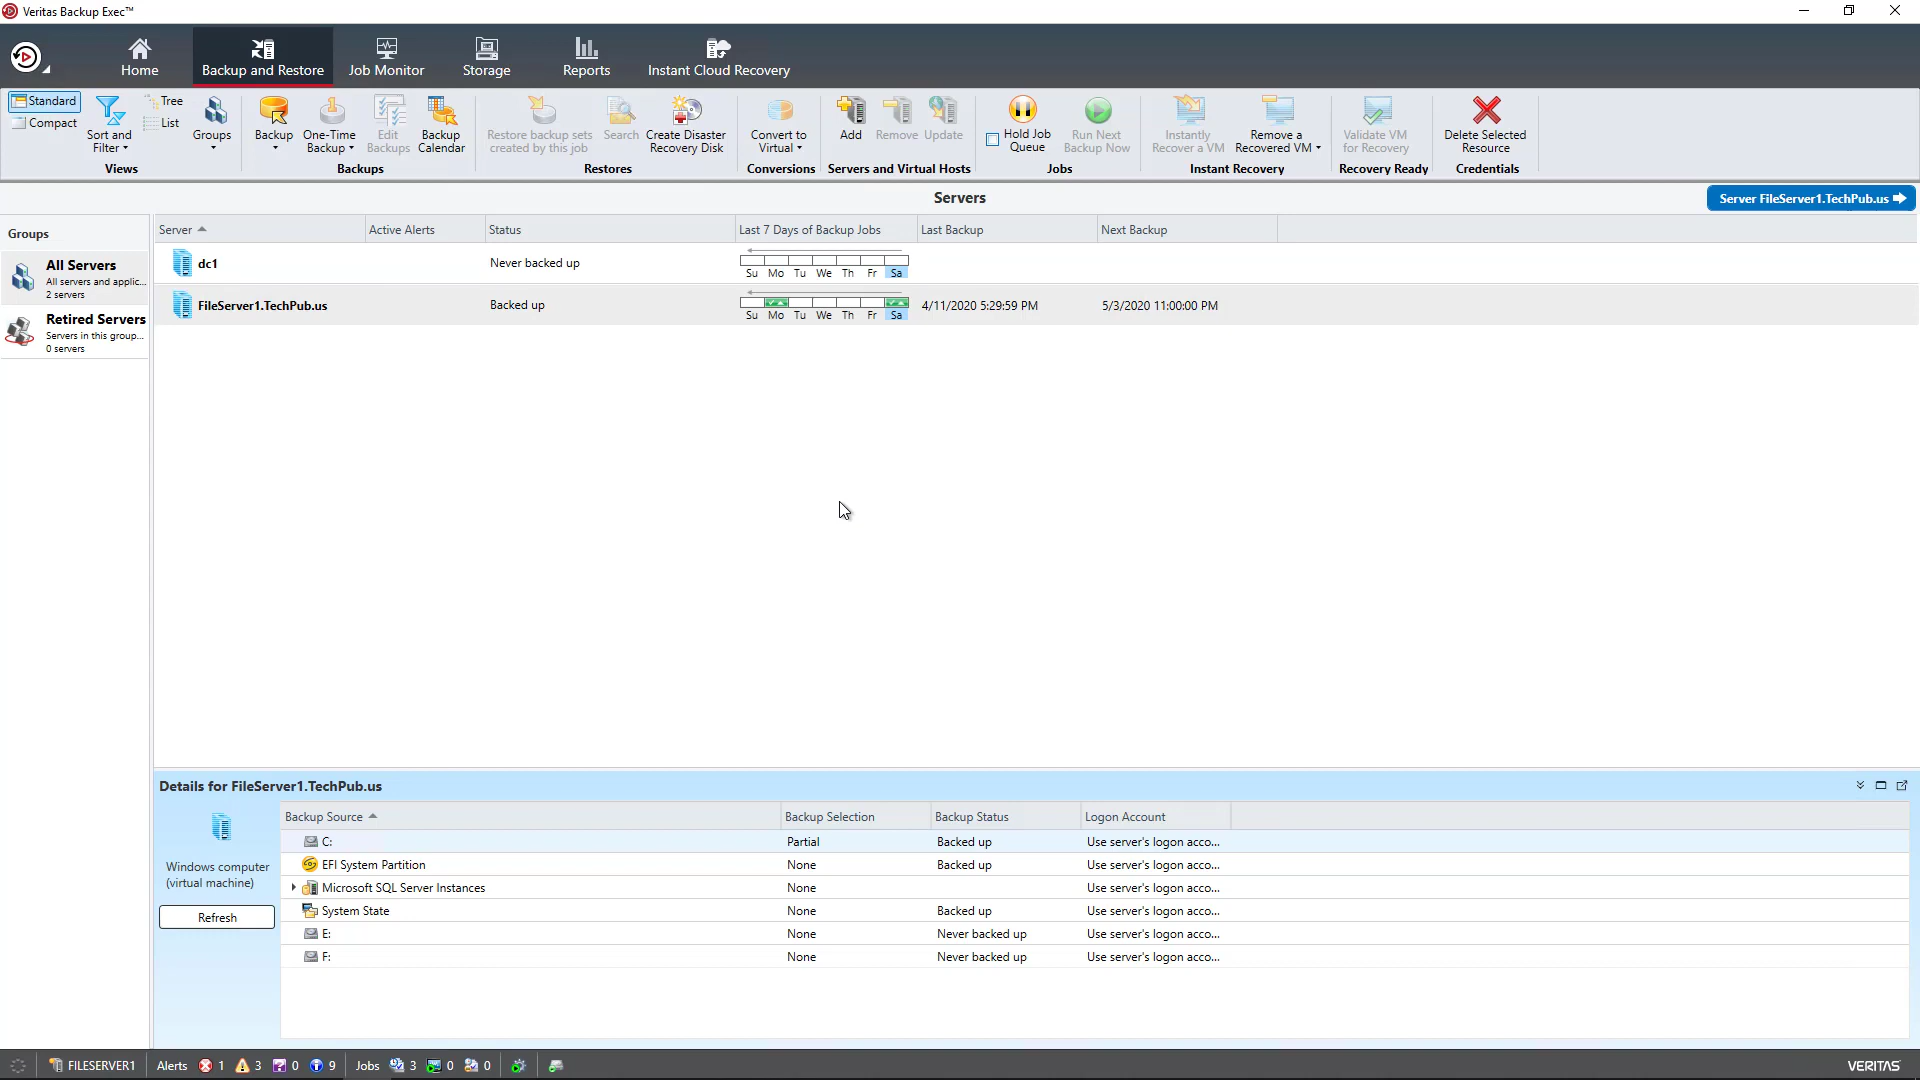 Veritas Backup Exec™
Home
Backup and Restore
Job Monitor
Storage
Reports
Instant Cloud Recovery
Standard
Compact
Sort and
Filter
Tree
List
Groups
Views
Backup
One-Time
Backup
Edit
Backups
Backup
Calendar
Backups
Restore backup sets
created by this job
Search
Create Disaster
Recovery Disk
Restores
Convert to
Virtual
Conversions
Add
Remove
Update
Servers and Virtual Hosts
Hold Job
Queue
Run Next
Backup Now
Jobs
Instantly
Recover a VM
Remove a
Recovered VM
Instant Recovery
Validate VM
for Recovery
Recovery Ready
Delete Selected
Resource
Credentials
Servers
Server FileServer1.TechPub.us
Groups
All Servers
All servers and applic...
2 servers
Retired Servers
Servers in this group...
0 servers
Server Active Alerts Status Last 7 Days of Backup Jobs Last Backup Next Backup
dc1 Never backed up
Su Mo Tu We Th Fr Sa
FileServer1.TechPub.us Backed up 4/11/2020 5:29:59 PM 5/3/2020 11:00:00 PM
Su Mo Tu We Th Fr Sa
Details for FileServer1.TechPub.us
Windows computer
(virtual machine)
Refresh
Backup Source Backup Selection Backup Status Logon Account
C: Partial Backed up Use server's logon acco...
EFI System Partition None Backed up Use server's logon acco...
Microsoft SQL Server Instances None Use server's logon acco...
System State None Backed up Use server's logon acco...
E: None Never backed up Use server's logon acco...
F: None Never backed up Use server's logon acco...
FILESERVER1 Alerts 1 3 0 9 Jobs 3 0 0
VERITAS